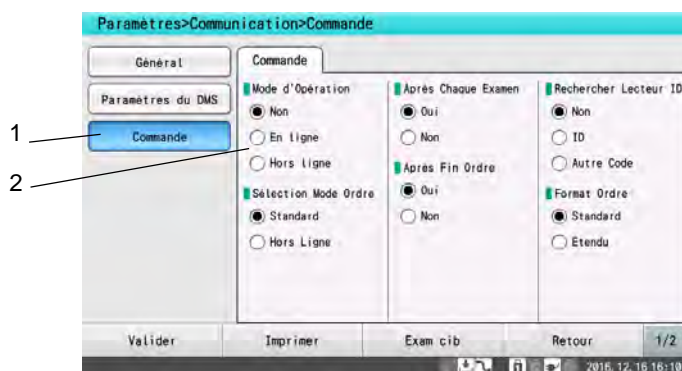 Paramètres>Communication>Commande
Général
Paramètres du DMS
Commande
1
2
Commande
Mode d'Opération
Non
En ligne
Hors ligne
Sélection Mode Ordre
Standard
Hors Ligne
Après Chaque Examen
Oui
Non
Après Fin Ordre
Oui
Non
Rechercher Lecteur ID
Non
ID
Autre Code
Format Ordre
Standard
Etendu
Valider
Imprimer
Exam cib
Retour
1/2
2016.12.16 16:10